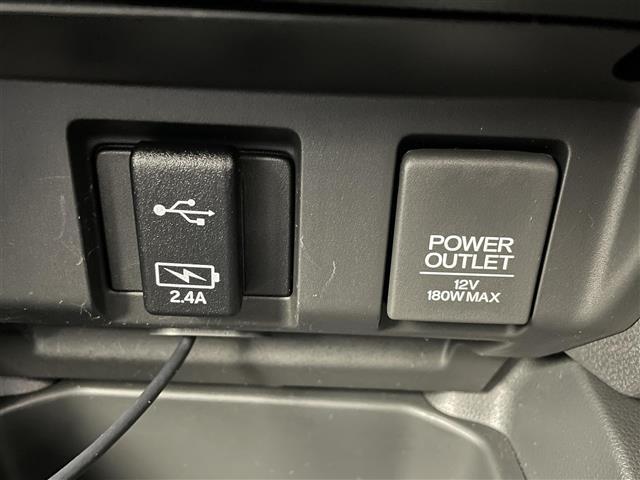 2.4A
POWER
OUTLET
12V
180W MAX